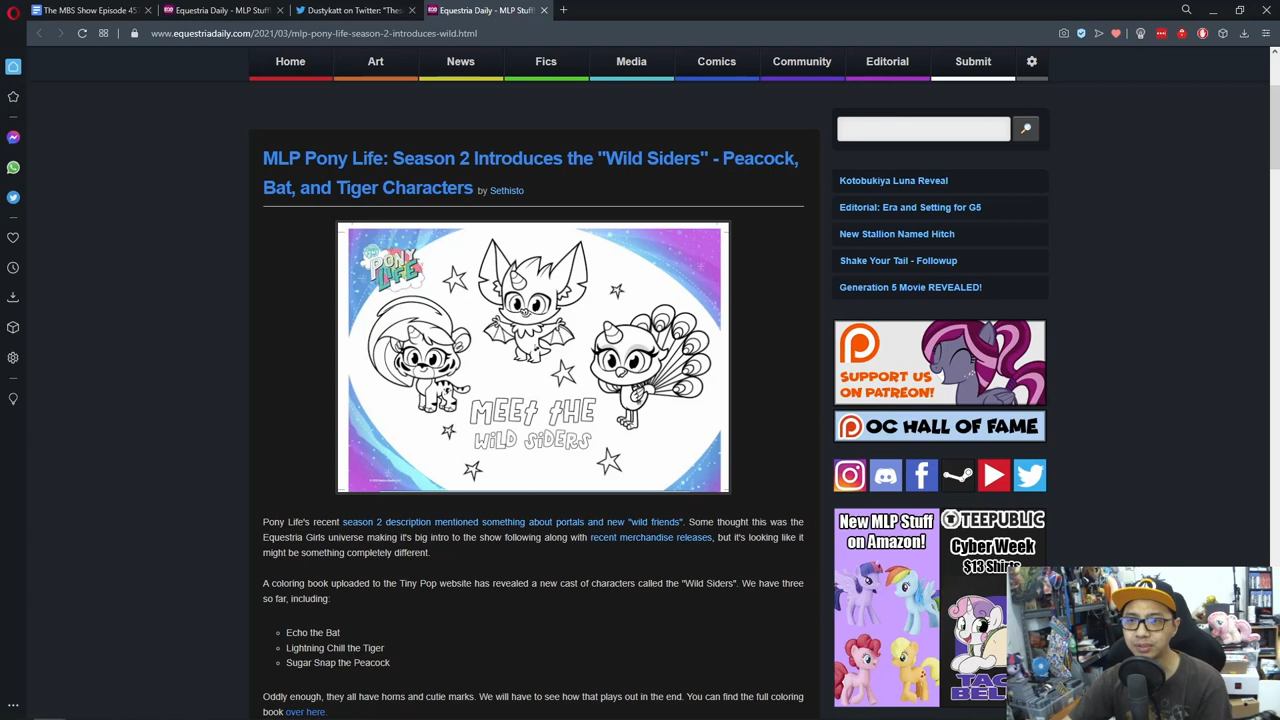 The MBS Show Episode 45
Equestria Daily - MLP Stuf
Dustykatt on Twitter: "The
Equestria Daily - MLP Stuf
www.equestriadaily.com/2021/03/mlp-pony-life-season-2-introduces-wild.html
Home
Art
News
Fics
Media
Comics
Community
Editorial
Submit
MLP Pony Life: Season 2 Introduces the "Wild Siders" - Peacock,
Bat, and Tiger Characters by Sethisto
PONY
LIFE
MEET THE
WILD SIDERS
Pony Life's recent season 2 description mentioned something about portals and new "wild friends". Some thought this was the
Equestria Girls universe making it's big intro to the show following along with recent merchandise releases, but it's looking like it
might be something completely different.
A coloring book uploaded to the Tiny Pop website has revealed a new cast of characters called the "Wild Siders". We have three
so far, including:
Echo the Bat
Lightning Chill the Tiger
Sugar Snap the Peacock
Oddly enough, they all have horns and cutie marks. We will have to see how that plays out in the end. You can find the full coloring
book over here.
Kotobukiya Luna Reveal
Editorial: Era and Setting for G5
New Stallion Named Hitch
Shake Your Tail - Followup
Generation 5 Movie REVEALED!
SUPPORT US
ON PATREON!
OC HALL OF FAME
New MLP Stuff
on Amazon!
TEEPUBLIC
Cyber Week
$13 Shirts